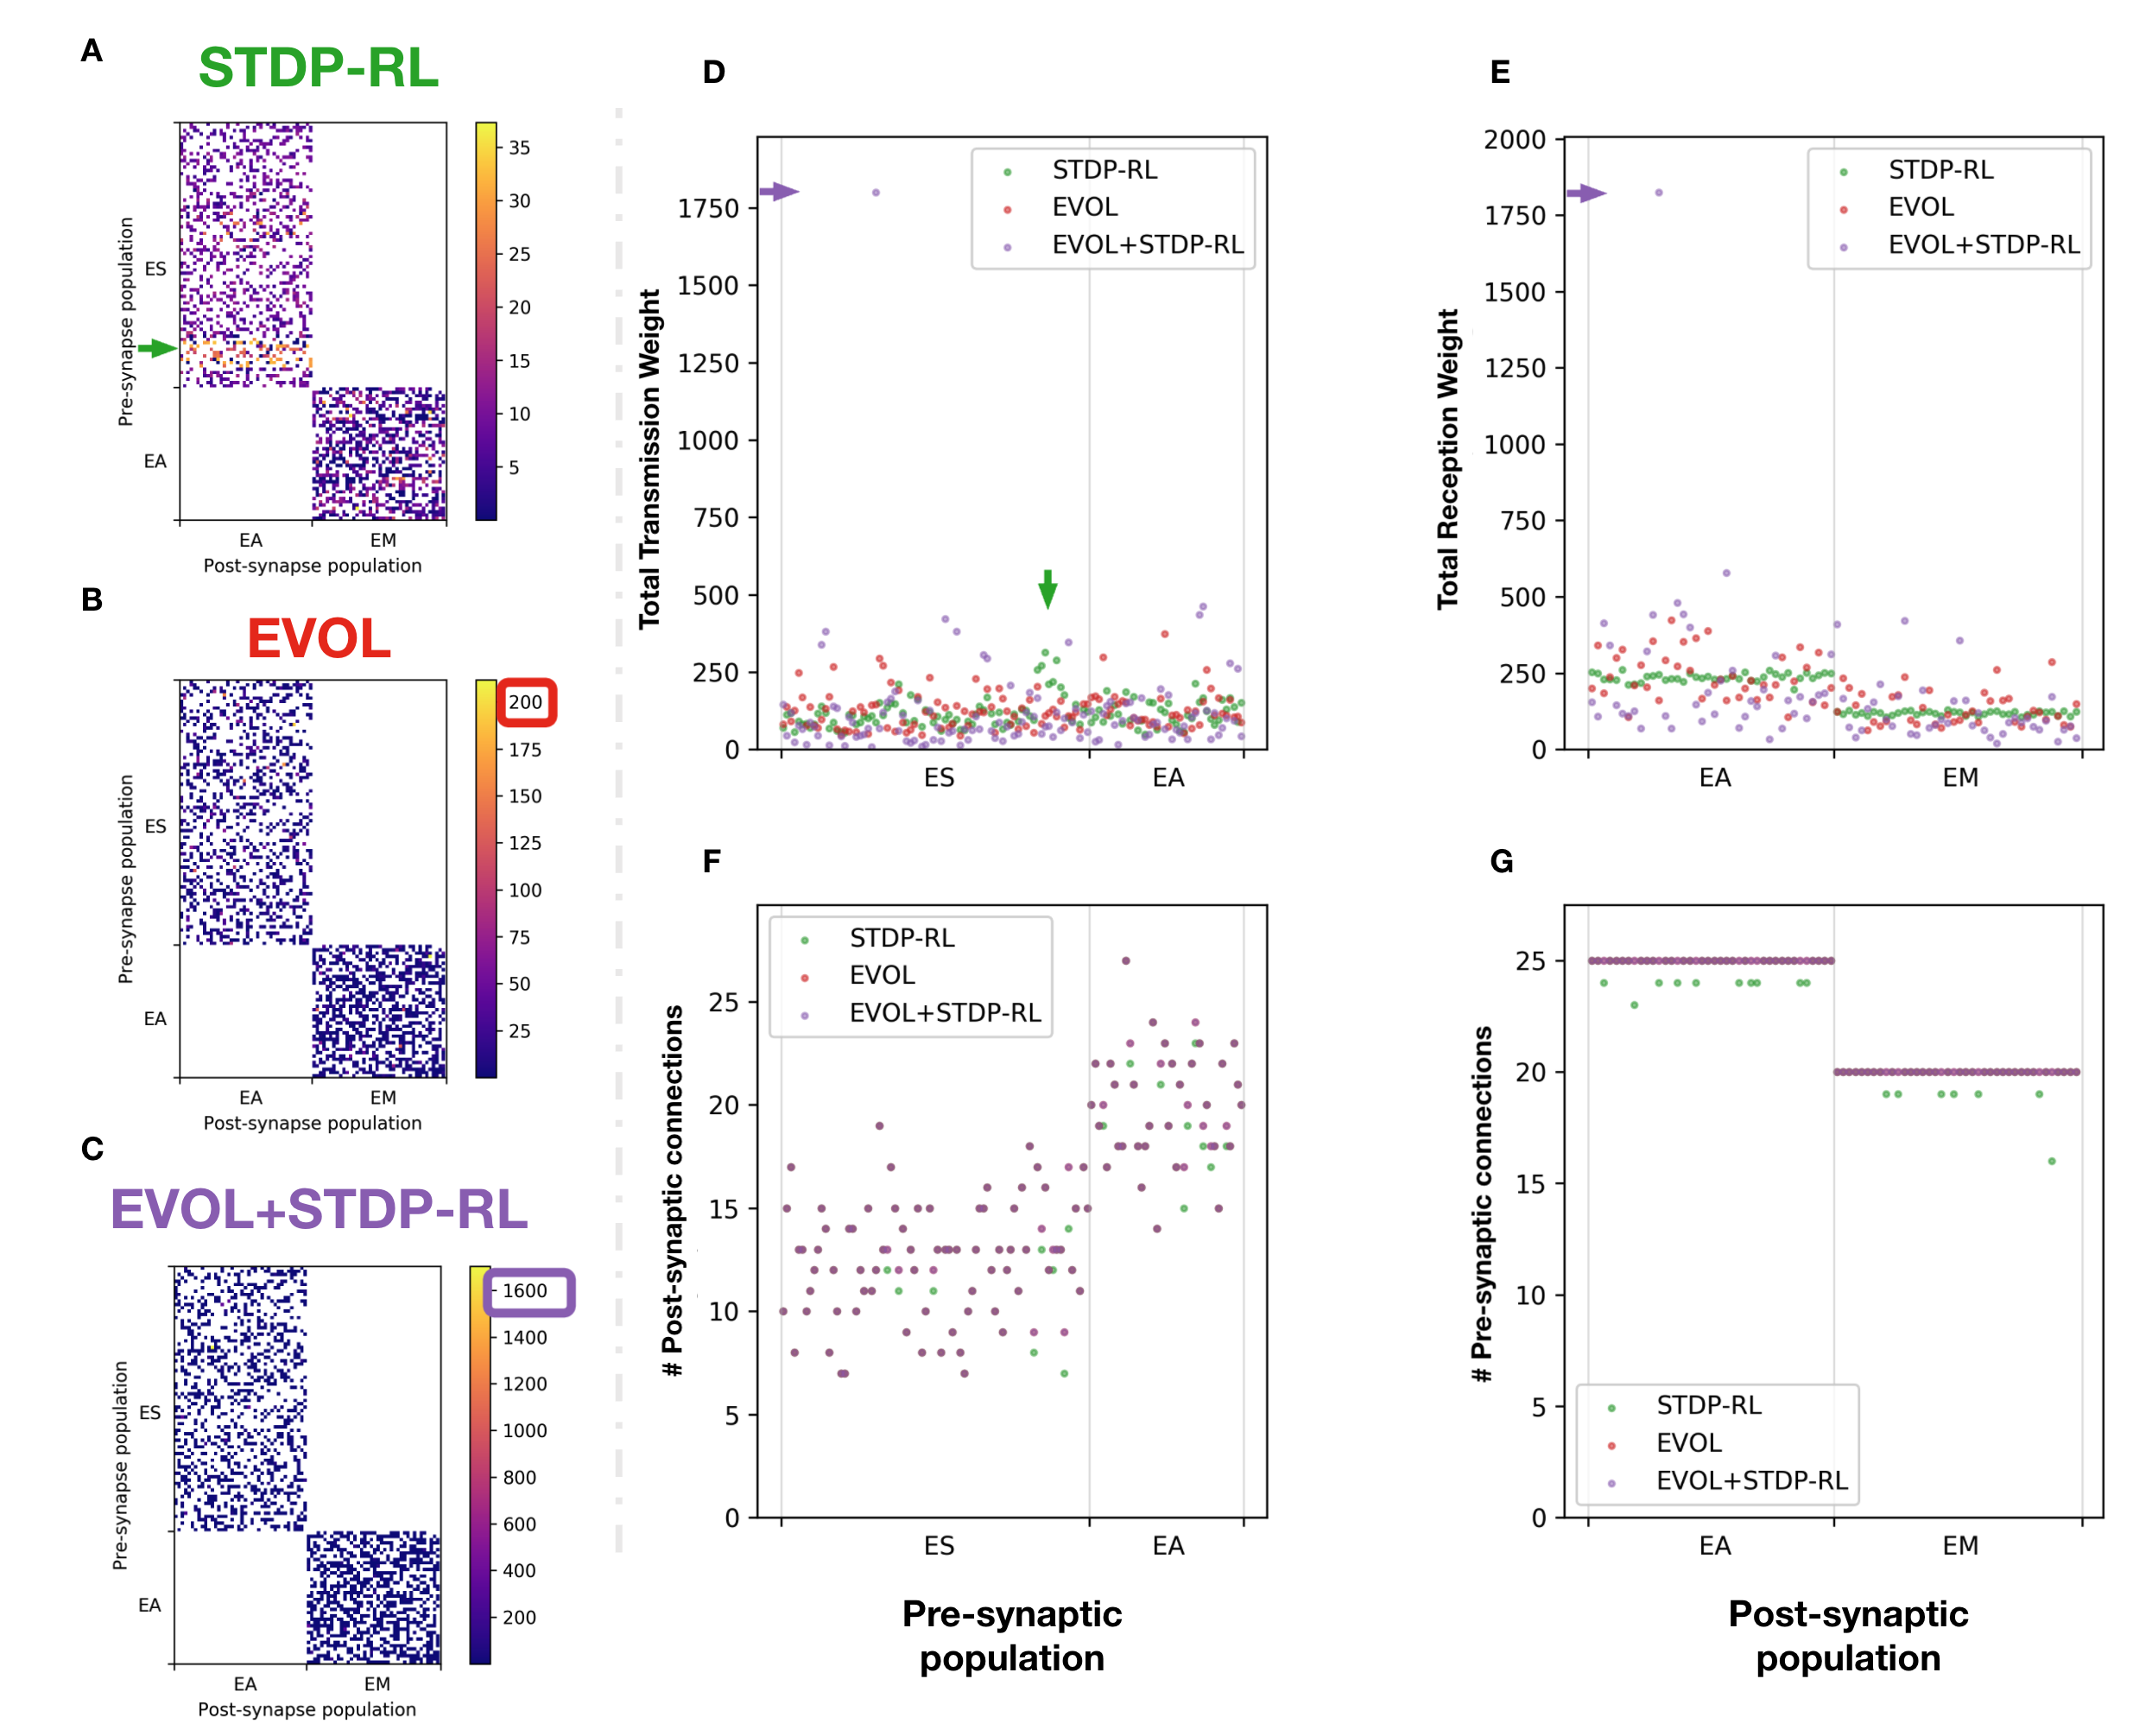 A
STDP-RL
Pre-synapse population
ES
EA
35
30
25
20
15
10
5
EA
EM
Post-synapse population
B
EVOL
Pre-synapse population
ES
EA
200
175
150
125
100
75
50
25
EA
EM
Post-synapse population
C
EVOL+STDP-RL
Pre-synapse population
ES
EA
1600
1400
1200
1000
800
600
400
200
EA
EM
Post-synapse population
D
Total Transmission Weight
1750
1500
1250
1000
750
500
250
0
STDP-RL
EVOL
EVOL+STDP-RL
ES
EA
E
Total Reception Weight
2000
1750
1500
1250
1000
750
500
250
0
STDP-RL
EVOL
EVOL+STDP-RL
EA
EM
F
# Post-synaptic connections
25
20
15
10
5
0
STDP-RL
EVOL
EVOL+STDP-RL
ES
EA
Pre-synaptic
population
G
# Pre-synaptic connections
25
20
15
10
5
0
STDP-RL
EVOL
EVOL+STDP-RL
EA
EM
Post-synaptic
population